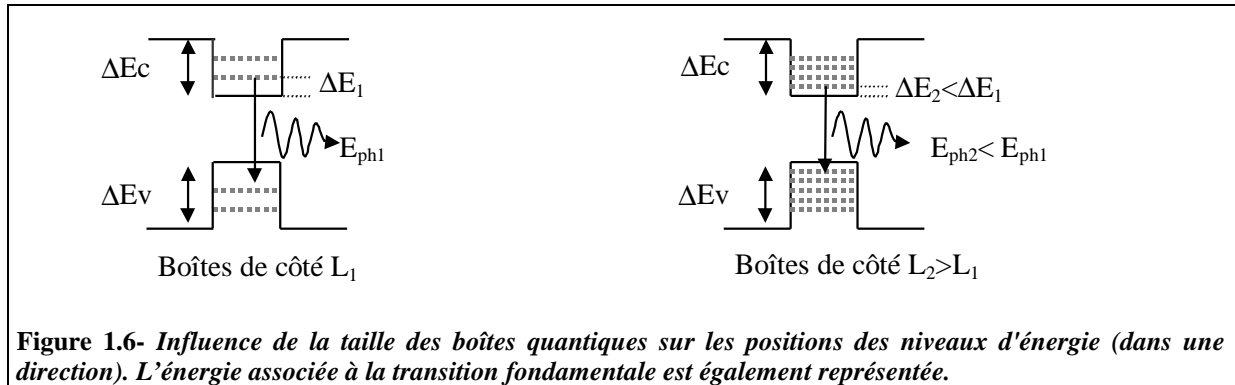 ΔEc
ΔE₁
E_ph1
ΔEv
Boîtes de côté L₁
ΔEc
ΔE₂<ΔE₁
E_ph2< E_ph1
ΔEv
Boîtes de côté L₂>L₁
Figure 1.6- Influence de la taille des boîtes quantiques sur les positions des niveaux d'énergie (dans une
direction). L'énergie associée à la transition fondamentale est également représentée.